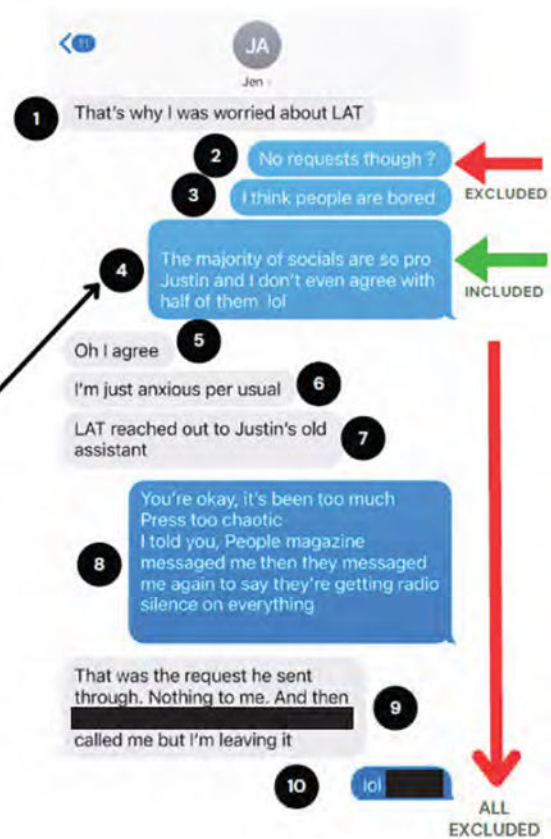 11
JA
Jen
1
That's why I was worried about LAT
2
No requests though ?
EXCLUDED
3
I think people are bored
4
The majority of socials are so pro
Justin and I don't even agree with
half of them lol
INCLUDED
Oh I agree
5
I'm just anxious per usual
6
LAT reached out to Justin's old
assistant
7
8
You're okay, it's been too much
Press too chaotic
I told you, People magazine
messaged me then they messaged
me again to say they're getting radio
silence on everything
That was the request he sent
through. Nothing to me. And then
called me but I'm leaving it
9
10
lol
ALL
EXCLUDED